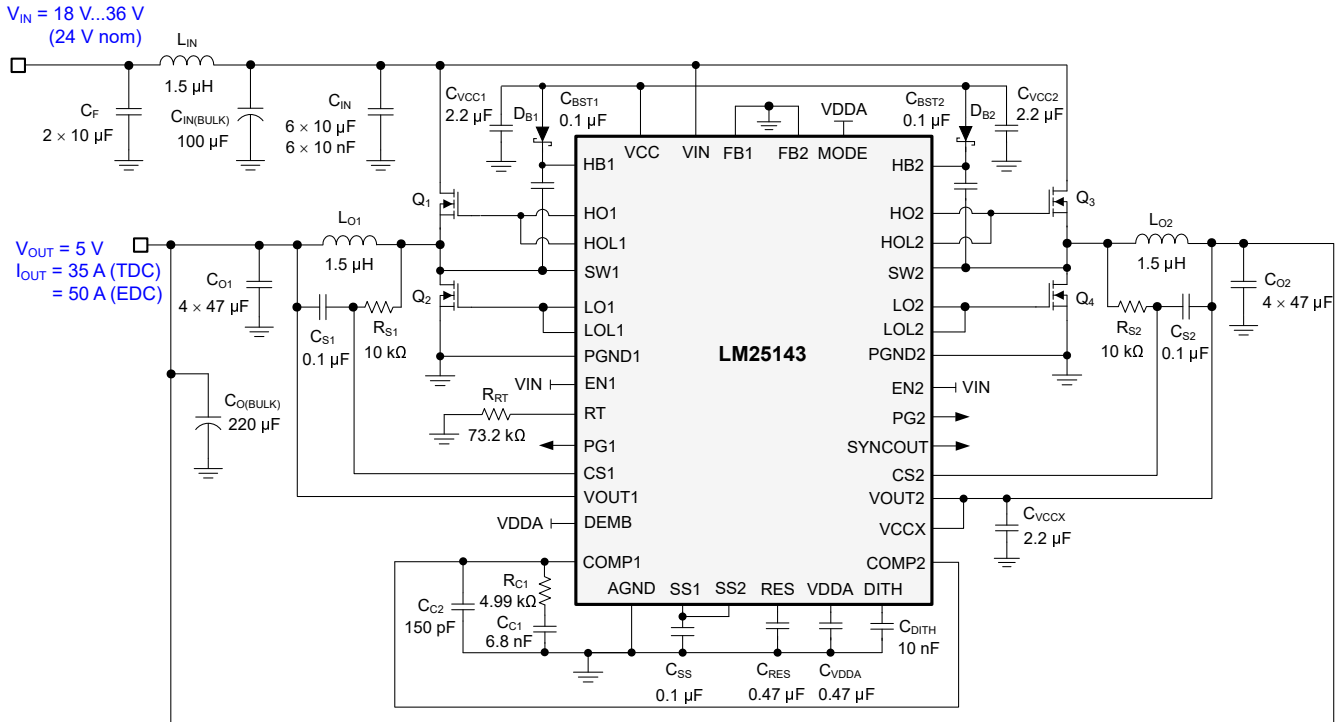 VIN = 18 V...36 V
(24 V nom)
LIN
1.5 µH
CF
2 × 10 µF
CIN(BULK)
100 µF
CIN
6 × 10 µF
6 × 10 nF
CVCC1
2.2 µF
DB1
CBST1
0.1 µF
VCC
VIN
FB1
FB2
VDDA
MODE
CBST2
0.1 µF
DB2
CVCC2
2.2 µF
VOUT = 5 V
IOUT = 35 A (TDC)
= 50 A (EDC)
CO1
4 × 47 µF
LO1
1.5 µH
Q1
Q2
CS1
0.1 µF
RS1
10 kΩ
CO(BULK)
220 µF
HB1
HO1
HOL1
SW1
LO1
LOL1
PGND1
VIN
EN1
RRT
73.2 kΩ
RT
PG1
CS1
VOUT1
VDDA
DEMB
COMP1
LM25143
HB2
HO2
HOL2
SW2
LO2
LOL2
PGND2
EN2
VIN
PG2
SYNCOUT
CS2
VOUT2
VCCX
COMP2
Q3
Q4
LO2
1.5 µH
RS2
10 kΩ
CS2
0.1 µF
CO2
4 × 47 µF
CVCCX
2.2 µF
AGND
SS1
SS2
RES
VDDA
DITH
CC2
150 pF
RC1
4.99 kΩ
CC1
6.8 nF
CSS
0.1 µF
CRES
0.47 µF
CVDDA
0.47 µF
CDITH
10 nF